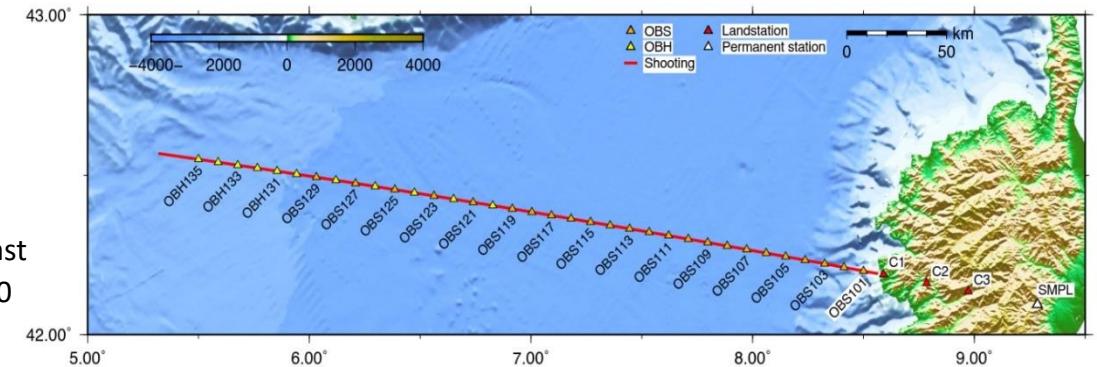 43.00°
OBS
OBH
Shooting
Landstation
Permanent station
km
0 50
−4000 − 2000 0 2000 4000
OBH135
OBH133
OBH131
OBS129
OBS127
OBS125
OBS123
OBS121
OBS119
OBS117
OBS115
OBS113
OBS111
OBS109
OBS107
OBS105
OBS103
OBS101
C1
C2
C3
SMPL
42.00°
5.00° 6.00° 7.00° 8.00° 9.00°